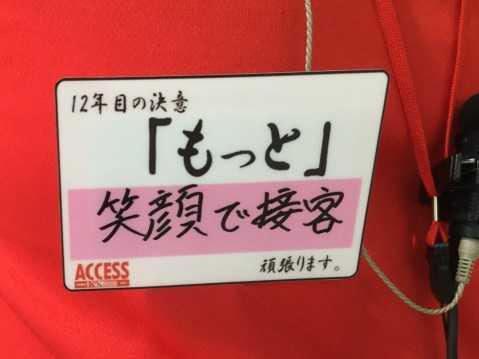 12年目の決意
「もっと」
笑顔で接客
ACCESS
頑張ります。